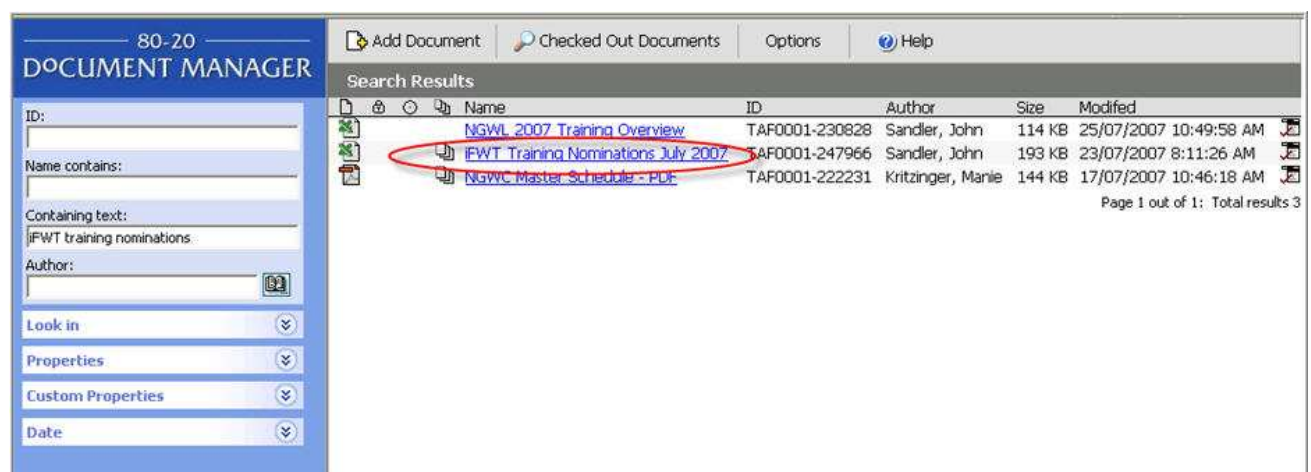 80-20
DOCUMENT MANAGER
ID:
Name contains:
Containing text:
iFWT training nominations
Author:
Look in
Properties
Custom Properties
Date
Add Document Checked Out Documents Options Help
Search Results
Name ID Author Size Modifed
NGWL 2007 Training Overview TAF0001-230828 Sandler, John 114 KB 25/07/2007 10:49:58 AM
iFWT Training Nominations July 2007 TAF0001-247966 Sandler, John 193 KB 23/07/2007 8:11:26 AM
NGWC Master Schedule - PDF TAF0001-222231 Kritzinger, Manie 144 KB 17/07/2007 10:46:18 AM
Page 1 out of 1: Total results 3